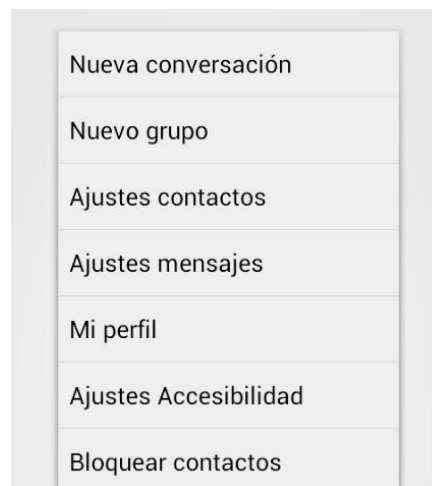 Nueva conversación
Nuevo grupo
Ajustes contactos
Ajustes mensajes
Mi perfil
Ajustes Accesibilidad
Bloquear contactos